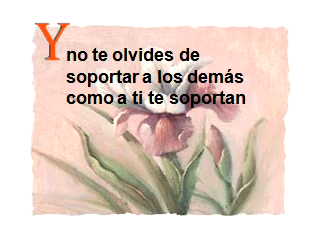 Y no te olvides de
soportar a los demás
como a ti te soportan